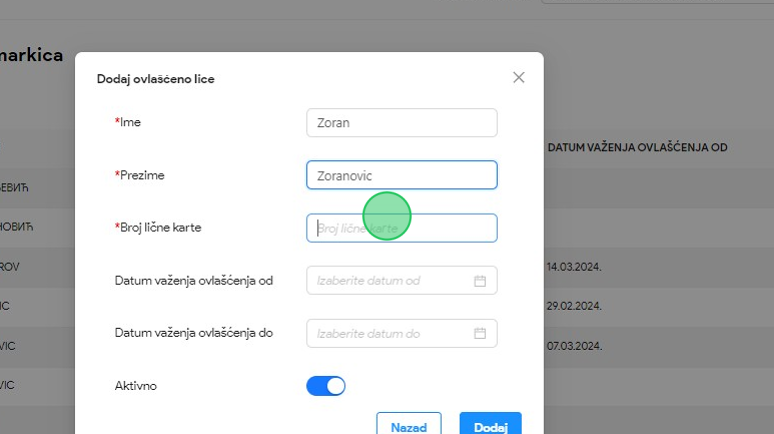 markica
Dodaj ovlašćeno lice
*Ime
Zoran
DATUM VAŽENJA OVLAŠĆENJA OD
*Prezime
Zoranovic
ЕВИЋ
*Broj lične karte
Broj lične karte
НОВИЋ
ROV
14.03.2024.
Datum važenja ovlašćenja od
Izaberite datum od
IC
29.02.2024.
Datum važenja ovlašćenja do
Izaberite datum do
VIC
07.03.2024.
Aktivno
VIC
Nazad
Dodaj